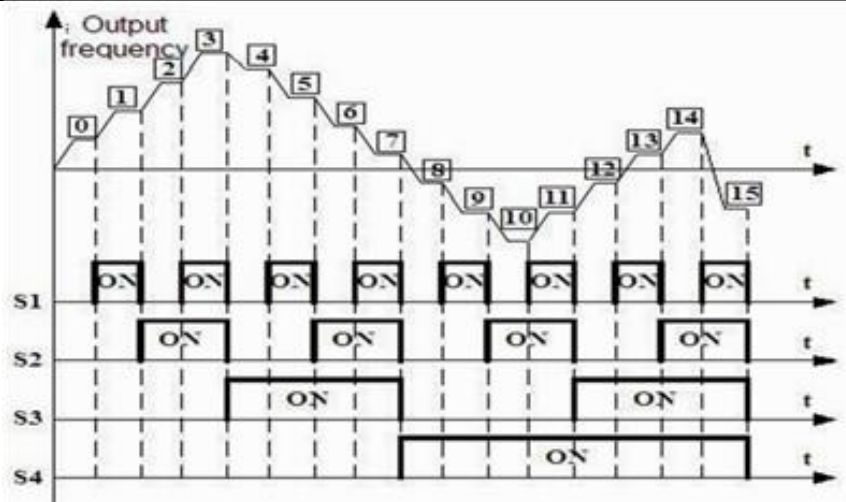 Output
frequency
0
1
2
3
4
5
6
7
8
9
10
11
12
13
14
15
t
S1 ON ON ON ON ON ON ON ON t
S2 ON ON ON ON t
S3 ON ON t
S4 ON t